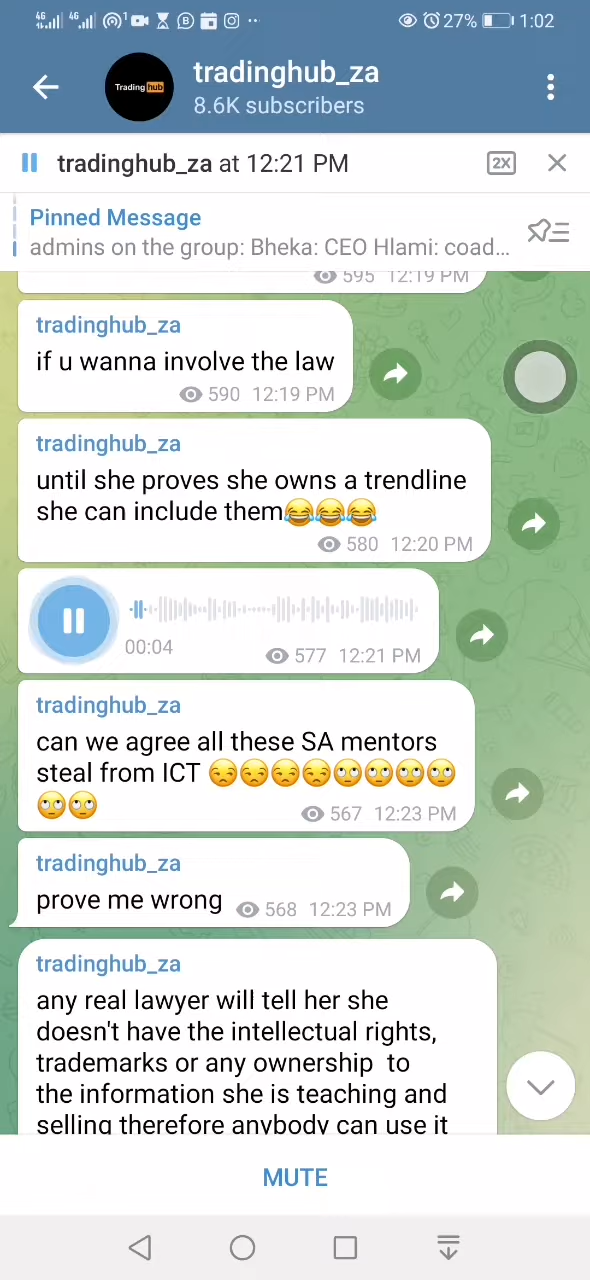 4G 4G 1 B 27% 1:02
Trading hub
tradinghub_za
8.6K subscribers
tradinghub_za at 12:21 PM 2X
Pinned Message
admins on the group: Bheka: CEO Hlami: coad...
595 12:19 PM
tradinghub_za
if u wanna involve the law
590 12:19 PM
tradinghub_za
until she proves she owns a trendline
she can include them😂😂😂
580 12:20 PM
00:04 577 12:21 PM
tradinghub_za
can we agree all these SA mentors
steal from ICT 😒😒😒😒🙄🙄🙄🙄
🙄🙄 567 12:23 PM
tradinghub_za
prove me wrong 568 12:23 PM
tradinghub_za
any real lawyer will tell her she
doesn't have the intellectual rights,
trademarks or any ownership to
the information she is teaching and
selling therefore anybody can use it
MUTE